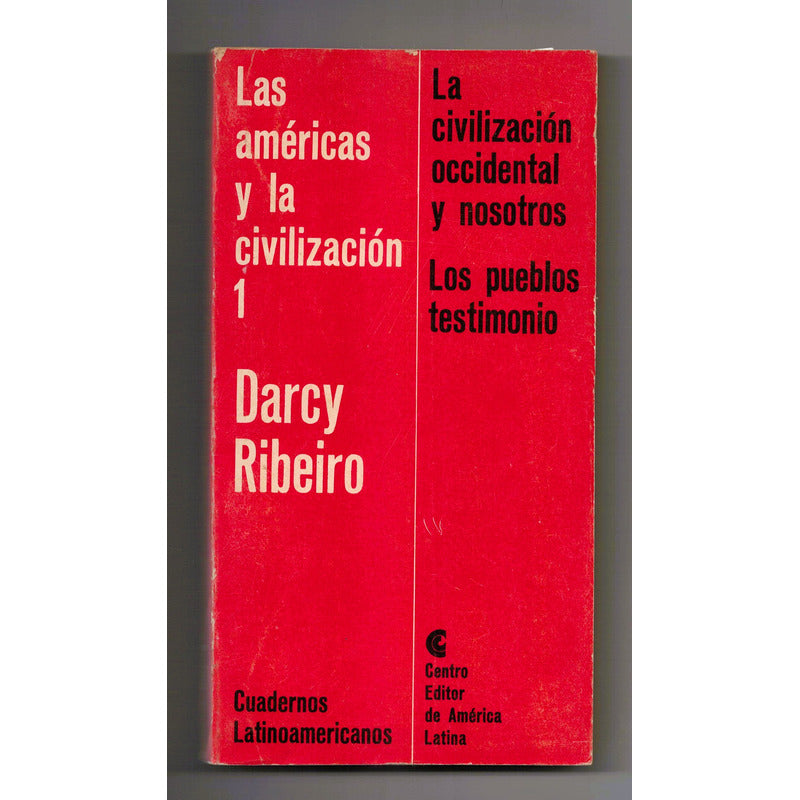 Las
américas
y la
civilización
1
Darcy
Ribeiro
Cuadernos
Latinoamericanos
La
civilización
occidental
y nosotros
Los pueblos
testimonio
Centro
Editor
de América
Latina